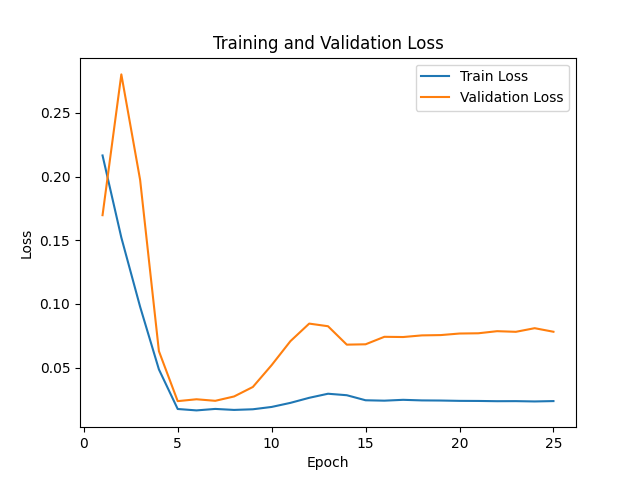 Training and Validation Loss
Train Loss
Validation Loss
Loss
0.25
0.20
0.15
0.10
0.05
0 5 10 15 20 25
Epoch